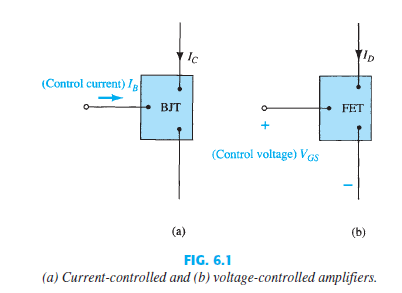 I_C
(Control current) I_B
BJT
(a)
I_D
FET
+
(Control voltage) V_GS
−
(b)
FIG. 6.1
(a) Current-controlled and (b) voltage-controlled amplifiers.